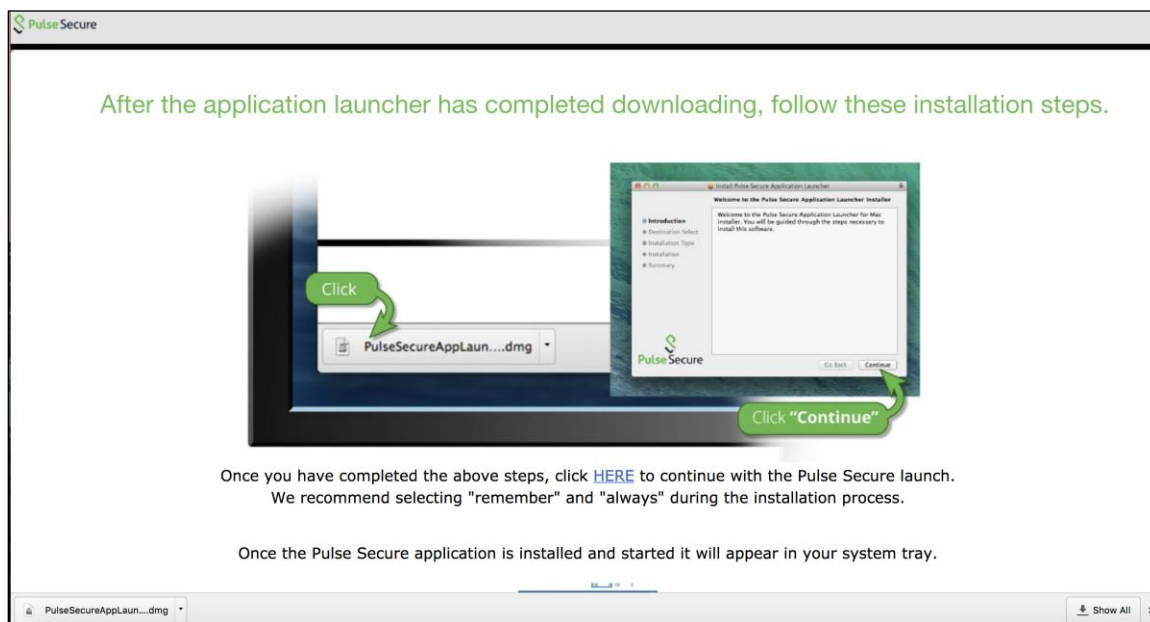 Pulse Secure
After the application launcher has completed downloading, follow these installation steps.
Install Pulse Secure Application Launcher
Welcome to the Pulse Secure Application Launcher Installer
Introduction
Destination Select
Installation Type
Installation
Summary
Welcome to the Pulse Secure Application Launcher for Mac
installer. You will be guided through the steps necessary to
install this software.
Click
PulseSecureAppLaun....dmg
Pulse Secure
Go Back
Continue
Click "Continue"
Once you have completed the above steps, click HERE to continue with the Pulse Secure launch.
We recommend selecting "remember" and "always" during the installation process.
Once the Pulse Secure application is installed and started it will appear in your system tray.
PulseSecureAppLaun....dmg
Show All